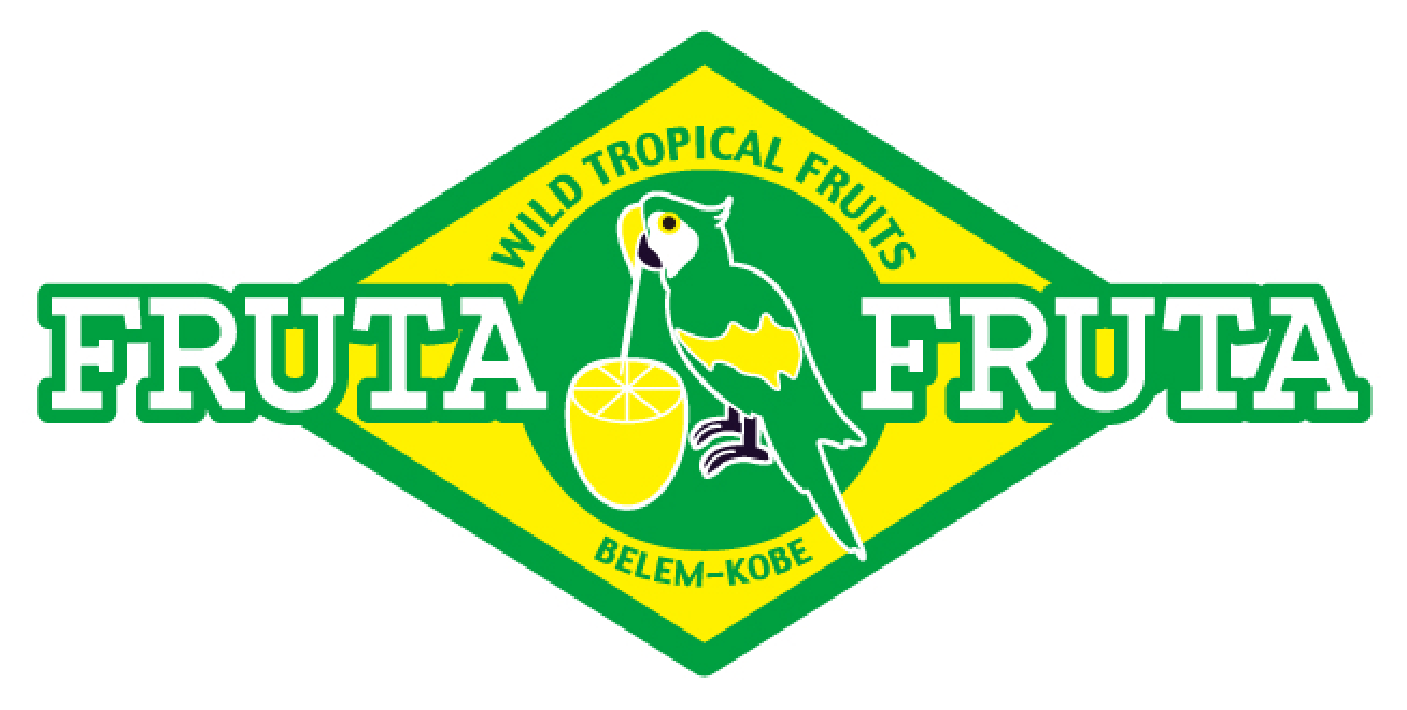 WILD TROPICAL FRUITS
FRUTA FRUTA
BELEM-KOBE